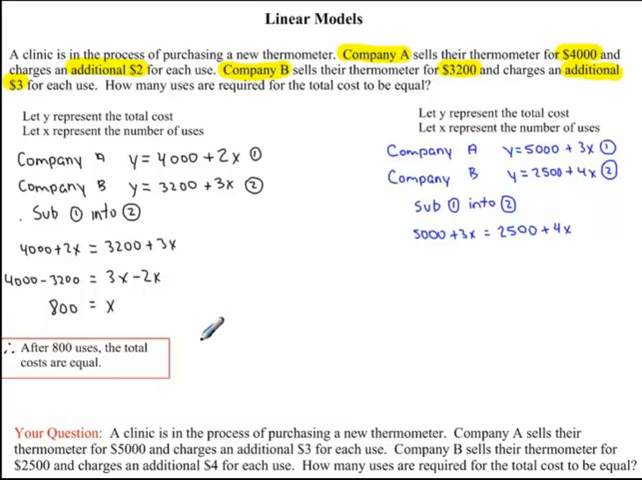 Linear Models
A clinic is in the process of purchasing a new thermometer. Company A sells their thermometer for $4000 and
charges an additional $2 for each use. Company B sells their thermometer for $3200 and charges an additional
$3 for each use. How many uses are required for the total cost to be equal?
Let y represent the total cost
Let x represent the number of uses
Company A y = 4000 + 2x ①
Company B y = 3200 + 3x ②
. Sub ① into ②
4000 + 2x = 3200 + 3x
4000 - 3200 = 3x - 2x
800 = x
∴ After 800 uses, the total
costs are equal.
Let y represent the total cost
Let x represent the number of uses
Company A y = 5000 + 3x ①
Company B y = 2500 + 4x ②
Sub ① into ②
5000 + 3x = 2500 + 4x
Your Question: A clinic is in the process of purchasing a new thermometer. Company A sells their
thermometer for $5000 and charges an additional $3 for each use. Company B sells their thermometer for
$2500 and charges an additional $4 for each use. How many uses are required for the total cost to be equal?